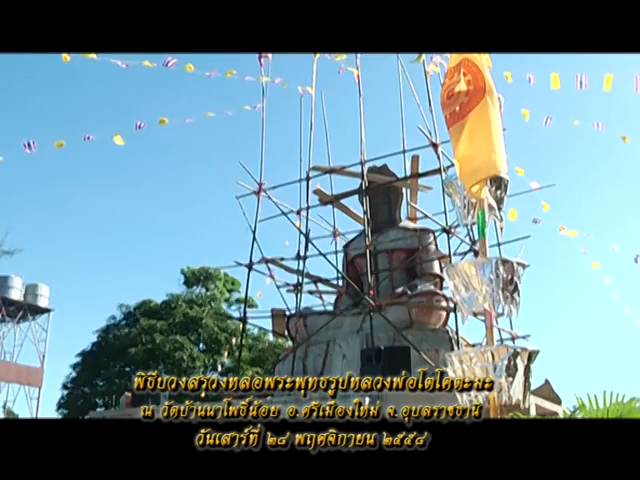 พิธีบวงสรวงหล่อพระพุทธรูปหลวงพ่อโตโคตะมะ
ณ วัดบ้านนาโพธิ์น้อย อ.ศรีเมืองใหม่ จ.อุบลราชธานี
วันเสาร์ที่ ๒๘ พฤศจิกายน ๒๕๕๘